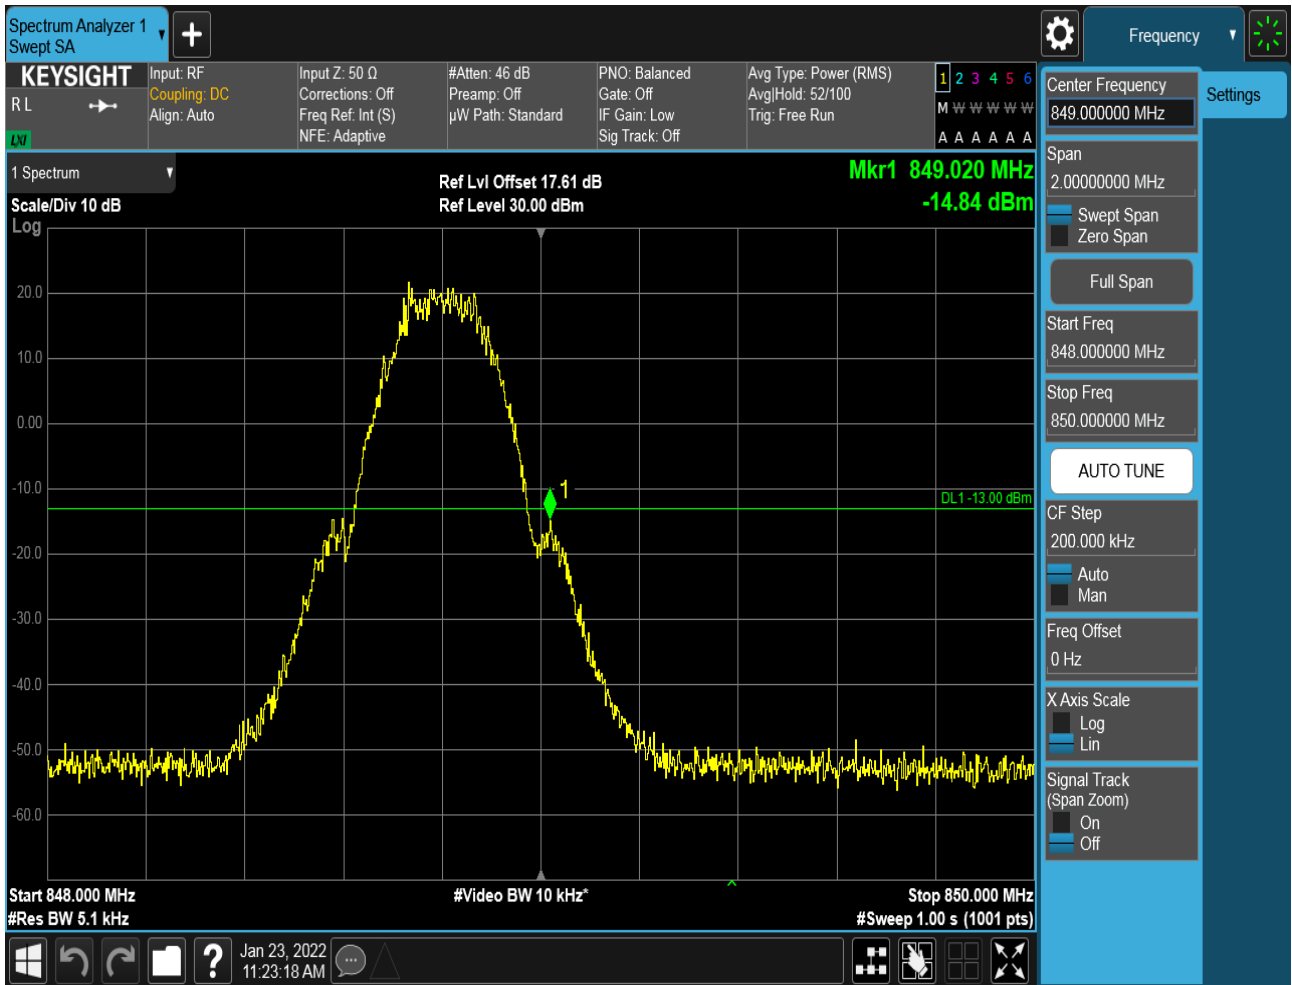 Spectrum Analyzer 1
Swept SA
Frequency
KEYSIGHT
R L
LXI
Input: RF
Coupling: DC
Align: Auto
Input Z: 50 Ω
Corrections: Off
Freq Ref: Int (S)
NFE: Adaptive
#Atten: 46 dB
Preamp: Off
µW Path: Standard
PNO: Balanced
Gate: Off
IF Gain: Low
Sig Track: Off
Avg Type: Power (RMS)
Avg|Hold: 52/100
Trig: Free Run
1 2 3 4 5 6
M W W W W W
A A A A A A
1 Spectrum
Scale/Div 10 dB
Log
Ref Lvl Offset 17.61 dB
Ref Level 30.00 dBm
Mkr1 849.020 MHz
-14.84 dBm
20.0
10.0
0.00
-10.0
-20.0
-30.0
-40.0
-50.0
-60.0
1
DL1 -13.00 dBm
Start 848.000 MHz
#Res BW 5.1 kHz
#Video BW 10 kHz*
Stop 850.000 MHz
#Sweep 1.00 s (1001 pts)
Jan 23, 2022
11:23:18 AM
?
Center Frequency
849.000000 MHz
Settings
Span
2.00000000 MHz
Swept Span
Zero Span
Full Span
Start Freq
848.000000 MHz
Stop Freq
850.000000 MHz
AUTO TUNE
CF Step
200.000 kHz
Auto
Man
Freq Offset
0 Hz
X Axis Scale
Log
Lin
Signal Track
(Span Zoom)
On
Off